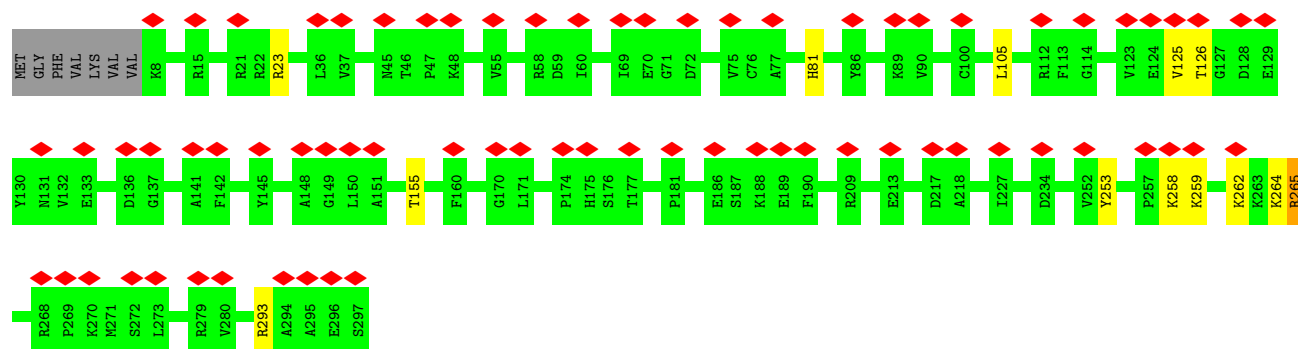 MET GLY PHE VAL LYS VAL VAL K8 R15 R21 R22 R23 L36 V37 N45 T46 P47 K48 V55 R58 D59 I60 I69 E70 G71 D72 V75 C76 A77 H81 Y86 K89 V90 C100 L105 R112 F113 G114 V123 E124 V125 T126 G127 D128 E129
Y130 N131 V132 E133 D136 G137 A141 F142 Y145 A148 G149 L150 A151 T155 F160 G170 L171 P174 H175 S176 T177 P181 E186 S187 K188 E189 F190 R209 E213 D217 A218 I227 D234 V252 Y253 P257 K258 K259 K262 K263 K264 R265
R268 P269 K270 M271 S272 L273 R279 V280 R293 A294 A295 E296 S297